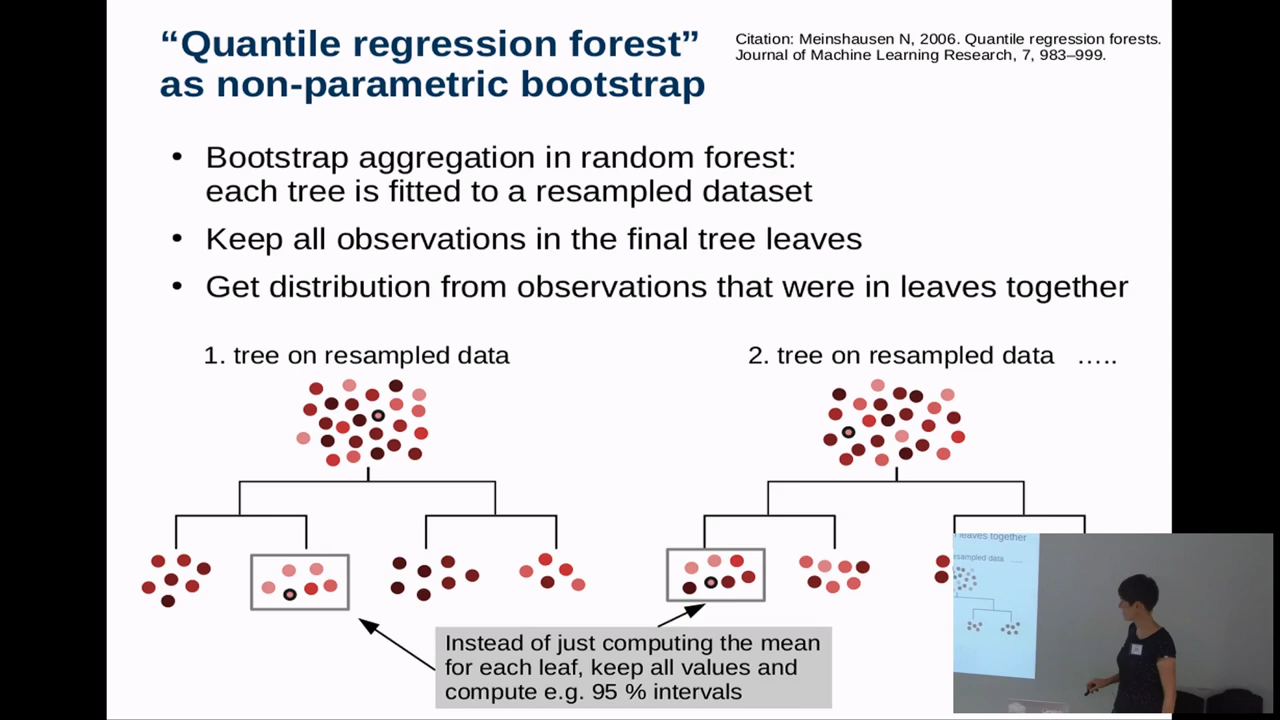 “Quantile regression forest”
as non-parametric bootstrap
Citation: Meinshausen N, 2006. Quantile regression forests.
Journal of Machine Learning Research, 7, 983–999.
• Bootstrap aggregation in random forest:
each tree is fitted to a resampled dataset
• Keep all observations in the final tree leaves
• Get distribution from observations that were in leaves together
1. tree on resampled data
2. tree on resampled data …..
Instead of just computing the mean
for each leaf, keep all values and
compute e.g. 95 % intervals
leaves together
esampled data .....